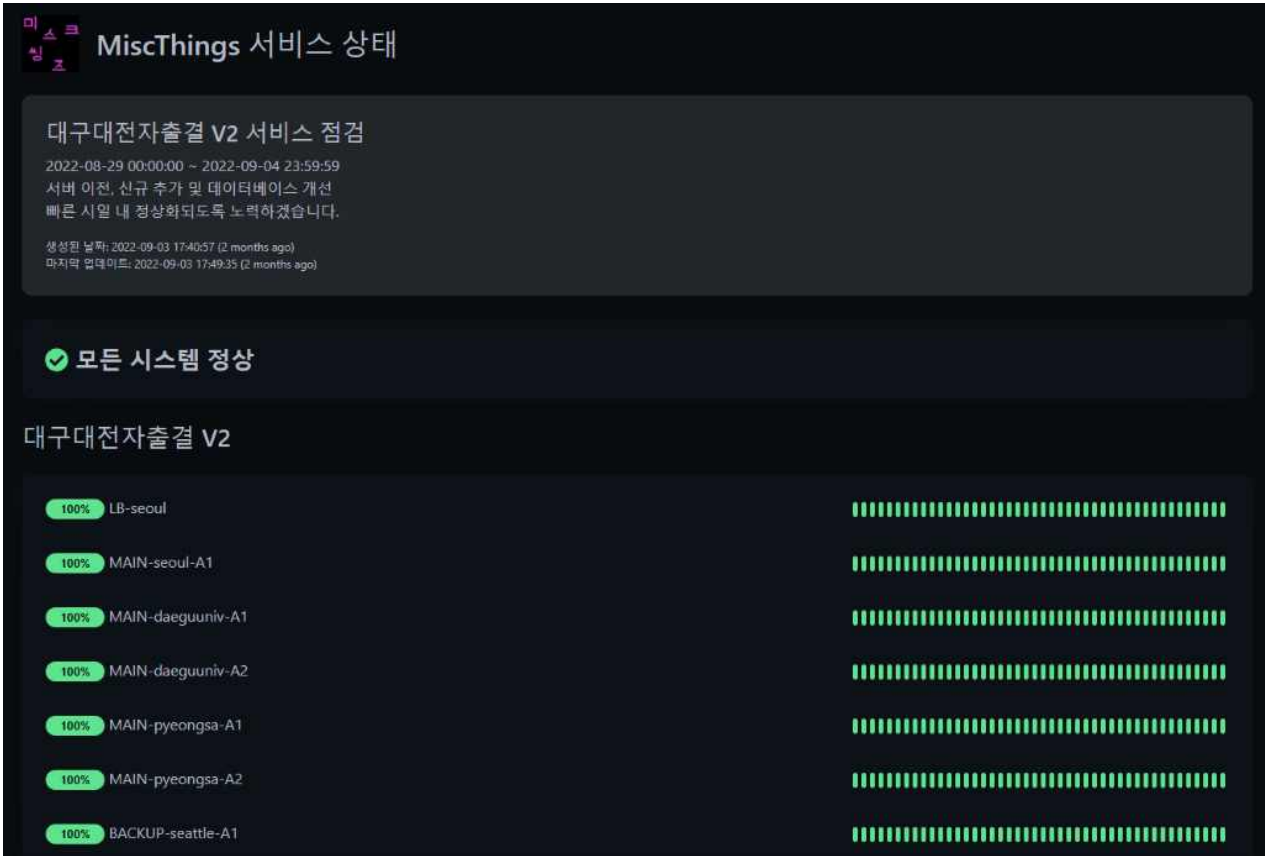 미스크
씽즈
MiscThings 서비스 상태
대구대전자출결 V2 서비스 점검
2022-08-29 00:00:00 ~ 2022-09-04 23:59:59
서버 이전, 신규 추가 및 데이터베이스 개선
빠른 시일 내 정상화되도록 노력하겠습니다.
생성된 날짜: 2022-09-03 17:40:57 (2 months ago)
마지막 업데이트: 2022-09-03 17:49:35 (2 months ago)
모든 시스템 정상
대구대전자출결 V2
100% LB-seoul
100% MAIN-seoul-A1
100% MAIN-daeguuniv-A1
100% MAIN-daeguuniv-A2
100% MAIN-pyeongsa-A1
100% MAIN-pyeongsa-A2
100% BACKUP-seattle-A1